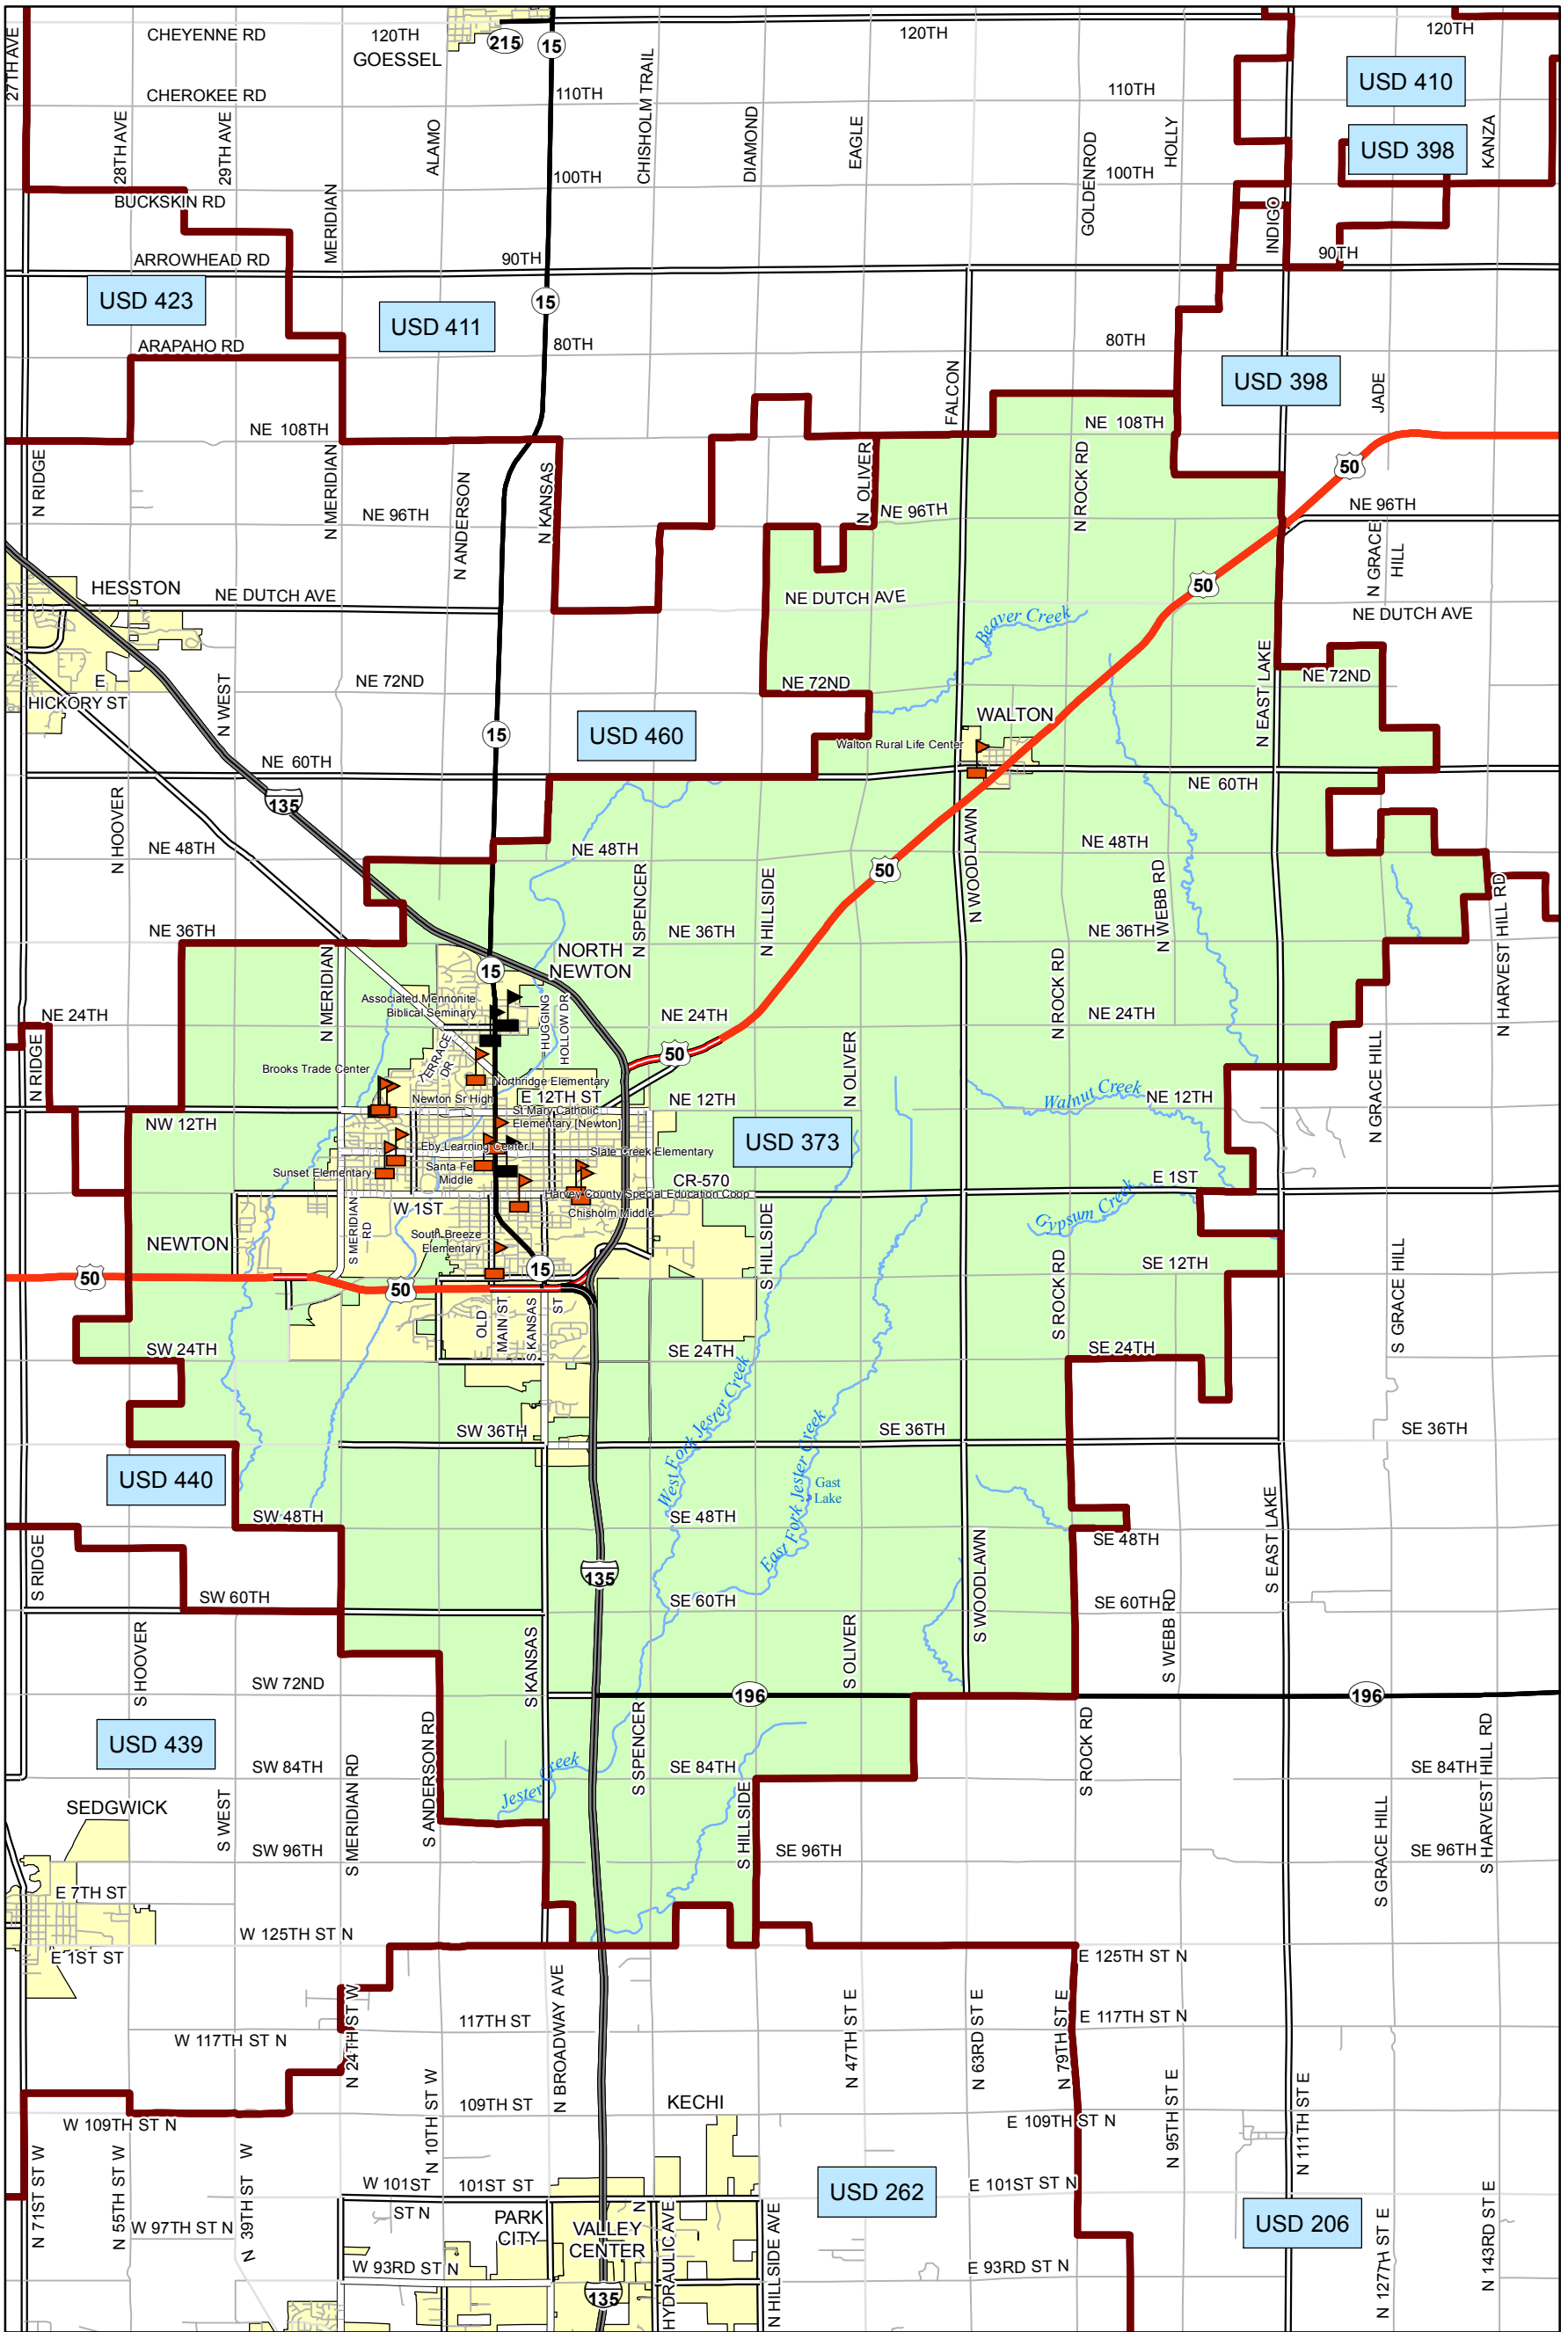 27TH AVE
CHEYENNE RD
120TH
GOESSEL
215
15
120TH
120TH
CHEROKEE RD
110TH
110TH
USD 410
USD 398
28TH AVE
29TH AVE
ALAMO
CHISHOLM TRAIL
DIAMOND
EAGLE
GOLDENROD
HOLLY
KANZA
100TH
100TH
BUCKSKIN RD
MERIDIAN
INDIGO
ARROWHEAD RD
90TH
90TH
USD 423
USD 411
15
ARAPAHO RD
80TH
80TH
FALCON
USD 398
JADE
NE 108TH
NE 108TH
N RIDGE
N MERIDIAN
N ANDERSON
N KANSAS
N OLIVER
N ROCK RD
50
NE 96TH
NE 96TH
NE 96TH
N GRACE
HILL
HESSTON
NE DUTCH AVE
NE DUTCH AVE
50
NE DUTCH AVE
Beaver Creek
E
HICKORY ST
N WEST
NE 72ND
NE 72ND
NE 72ND
N EAST LAKE
WALTON
15
USD 460
Walton Rural Life Center
NE 60TH
NE 60TH
135
N HOOVER
NE 48TH
NE 48TH
NE 48TH
N SPENCER
N HILLSIDE
50
N WOODLAWN
N WEBB RD
N HARVEST HILL RD
NE 36TH
NE 36TH
NE 36TH
N MERIDIAN
NORTH
NEWTON
15
N ROCK RD
Associated Mennonite
Biblical Seminary
HUGGING
HOLLOW DR
NE 24TH
NE 24TH
NE 24TH
N RIDGE
TERRACE
DR
50
N OLIVER
N GRACE HILL
Brooks Trade Center
Northridge Elementary
Newton Sr High
E 12TH ST
NE 12TH
Walnut Creek
NE 12TH
NW 12TH
St Mary Catholic
Elementary [Newton]
USD 373
Eby Learning Center I
Slate Creek Elementary
Sunset Elementary
Santa Fe
Middle
CR-570
E 1ST
Harvey County Special Education Coop
Chisholm Middle
W 1ST
S MERIDIAN
RD
Gypsum Creek
NEWTON
South Breeze
Elementary
S HILLSIDE
15
50
50
SE 12TH
S ROCK RD
S GRACE HILL
OLD
MAIN ST
S KANSAS
ST
SW 24TH
SE 24TH
SE 24TH
SW 36TH
SE 36TH
SE 36TH
West Fork Jester Creek
East Fork Jester Creek
Gast
Lake
USD 440
SW 48TH
SE 48TH
SE 48TH
S EAST LAKE
S RIDGE
135
S WOODLAWN
SW 60TH
SE 60TH
SE 60TH
S WEBB RD
S HOOVER
S KANSAS
S OLIVER
SW 72ND
196
196
USD 439
S ANDERSON RD
S SPENCER
S ROCK RD
S HARVEST HILL RD
SW 84TH
SE 84TH
SE 84TH
Jester Creek
SEDGWICK
S WEST
S MERIDIAN RD
S HILLSIDE
S GRACE HILL
SW 96TH
SE 96TH
SE 96TH
E 7TH ST
W 125TH ST N
E 1ST ST
E 125TH ST N
N 24TH ST W
N BROADWAY AVE
N 47TH ST E
N 63RD ST E
N 79TH ST E
117TH ST
E 117TH ST N
W 117TH ST N
N 10TH ST W
N 95TH ST E
N 111TH ST E
KECHI
109TH ST
W 109TH ST N
E 109TH ST N
N 71ST ST W
N 55TH ST W
N 39TH ST W
W 101ST
ST N
101ST ST
USD 262
E 101ST ST N
W 97TH ST N
PARK
CITY
VALLEY
CENTER
N
HYDRAULIC AVE
N HILLSIDE AVE
USD 206
N 127TH ST E
N 143RD ST E
W 93RD ST N
E 93RD ST N
135